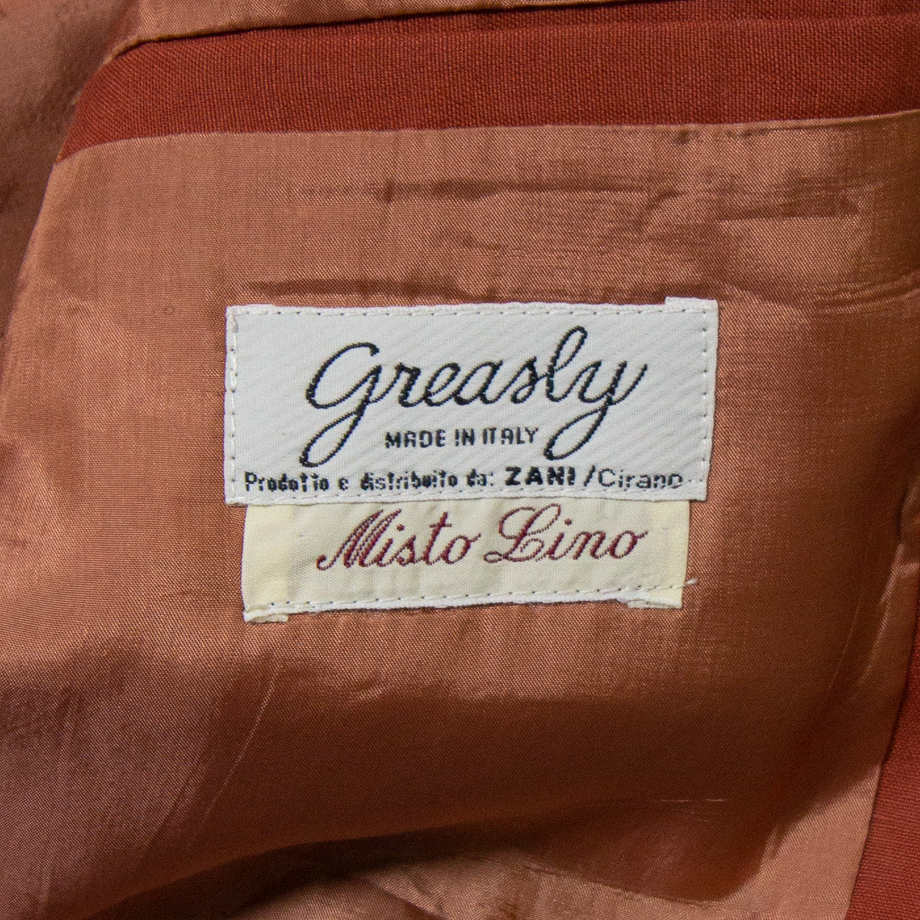 Greasly
MADE IN ITALY
Prodotto e distribuito da: ZANI/Cirano
Misto Lino